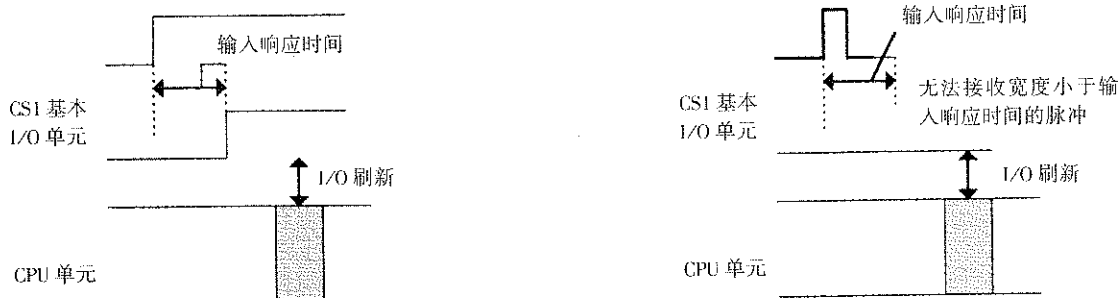 输入响应时间
CS1 基本
I/O 单元
I/O 刷新
CPU 单元
输入响应时间
无法接收宽度小于输
入响应时间的脉冲
CS1 基本
I/O 单元
I/O 刷新
CPU 单元